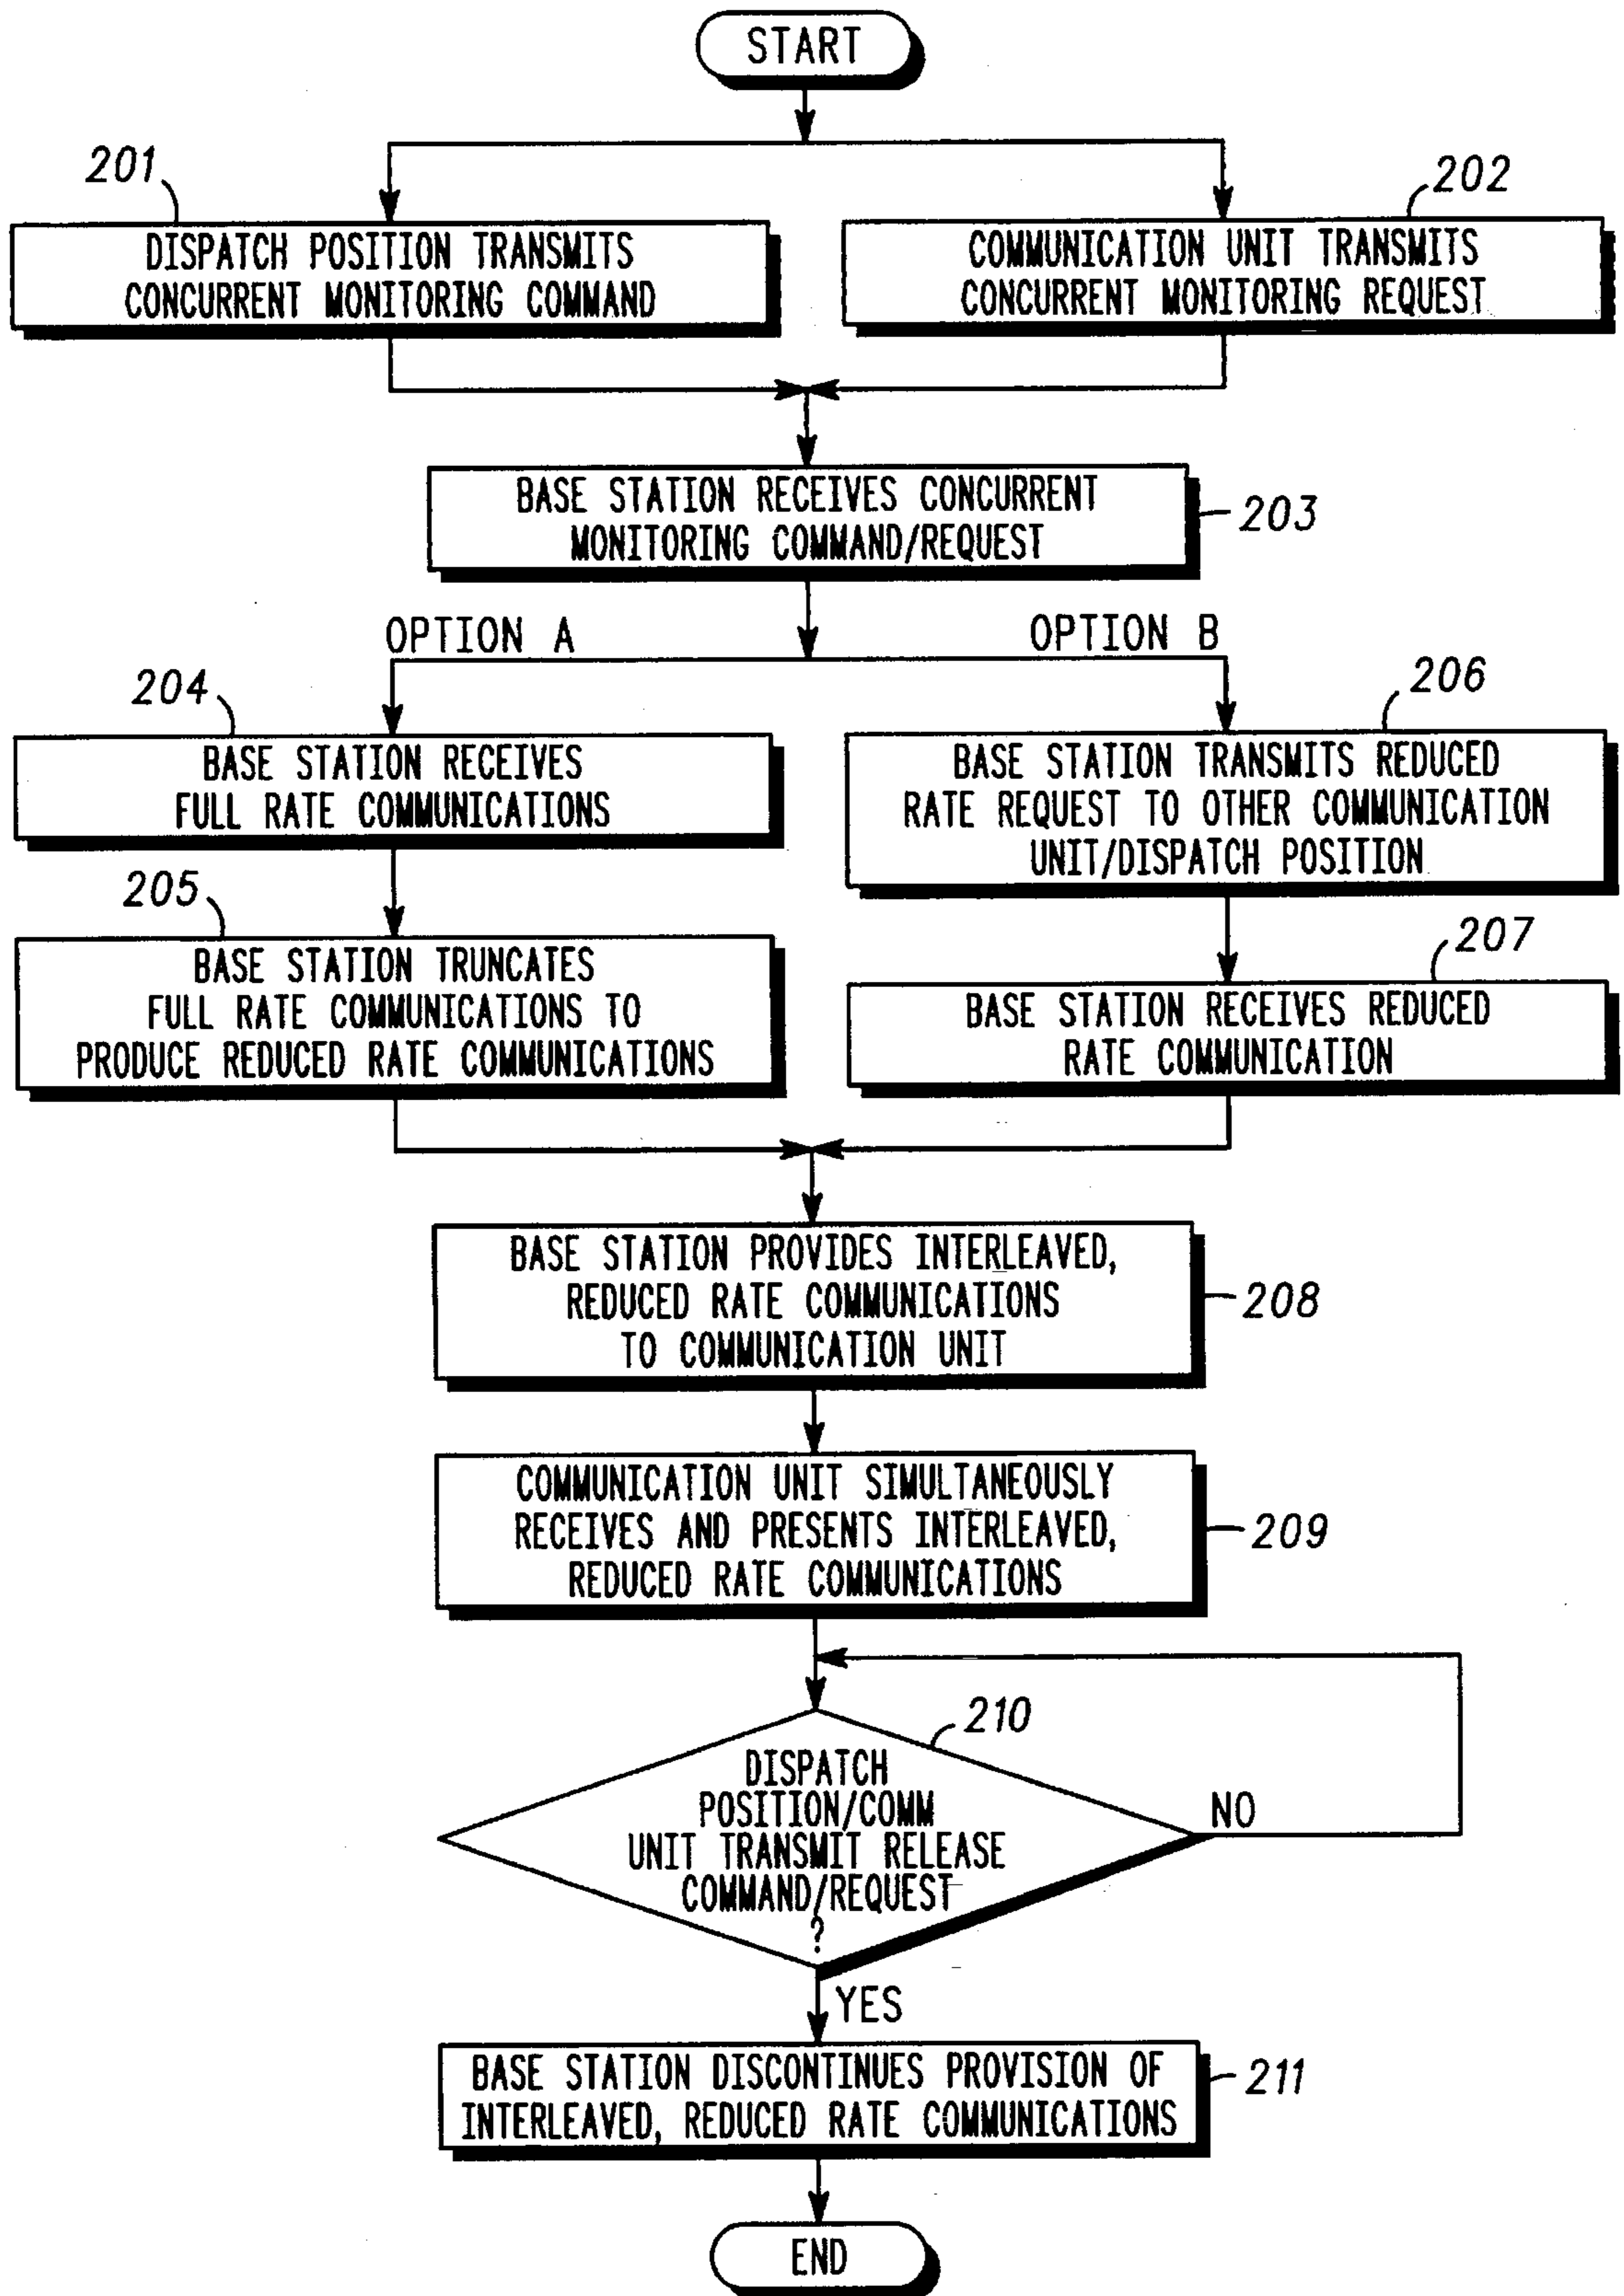 START
201
202
DISPATCH POSITION TRANSMITS
CONCURRENT MONITORING COMMAND
COMMUNICATION UNIT TRANSMITS
CONCURRENT MONITORING REQUEST
BASE STATION RECEIVES CONCURRENT
MONITORING COMMAND/REQUEST
203
OPTION A
OPTION B
204
BASE STATION RECEIVES
FULL RATE COMMUNICATIONS
205
BASE STATION TRUNCATES
FULL RATE COMMUNICATIONS TO
PRODUCE REDUCED RATE COMMUNICATIONS
206
BASE STATION TRANSMITS REDUCED
RATE REQUEST TO OTHER COMMUNICATION
UNIT/DISPATCH POSITION
207
BASE STATION RECEIVES REDUCED
RATE COMMUNICATION
BASE STATION PROVIDES INTERLEAVED,
REDUCED RATE COMMUNICATIONS
TO COMMUNICATION UNIT
208
COMMUNICATION UNIT SIMULTANEOUSLY
RECEIVES AND PRESENTS INTERLEAVED,
REDUCED RATE COMMUNICATIONS
209
210
DISPATCH
POSITION/COMM
UNIT TRANSMIT RELEASE
COMMAND/REQUEST
?
NO
YES
BASE STATION DISCONTINUES PROVISION OF
INTERLEAVED, REDUCED RATE COMMUNICATIONS
211
END